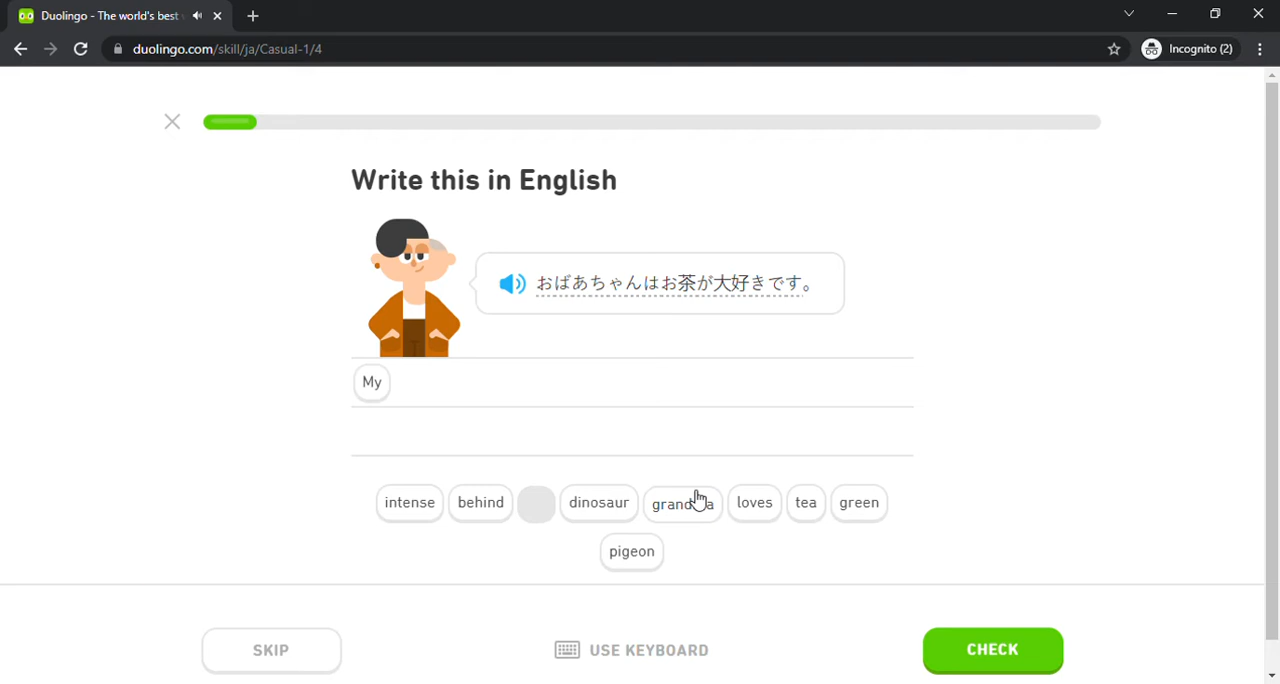 Duolingo - The world's best
duolingo.com/skill/ja/Casual-1/4
Incognito (2)
Write this in English
おばあちゃんはお茶が大好きです。
My
intense behind dinosaur loves tea green
pigeon
SKIP USE KEYBOARD CHECK